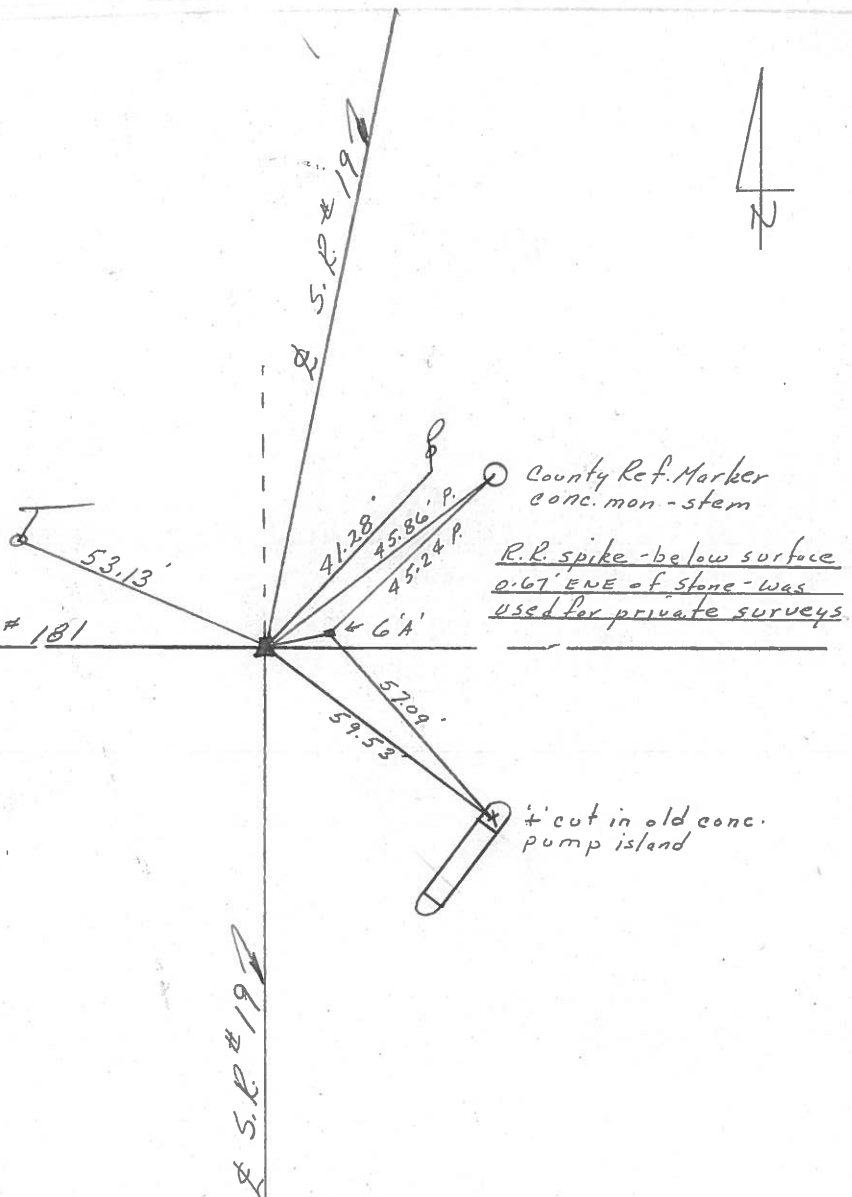 ℄ S.R. # 19
N
County Ref. Marker
conc. mon - stem
41.28'
45.86' P.
45.24 P.
R.R. spike - below surface
0.67' ENE of stone - was
used for private surveys
53.13'
# 181
6 'A'
57.09'
59.53'
'+' cut in old conc.
pump island
℄ S.R. # 19